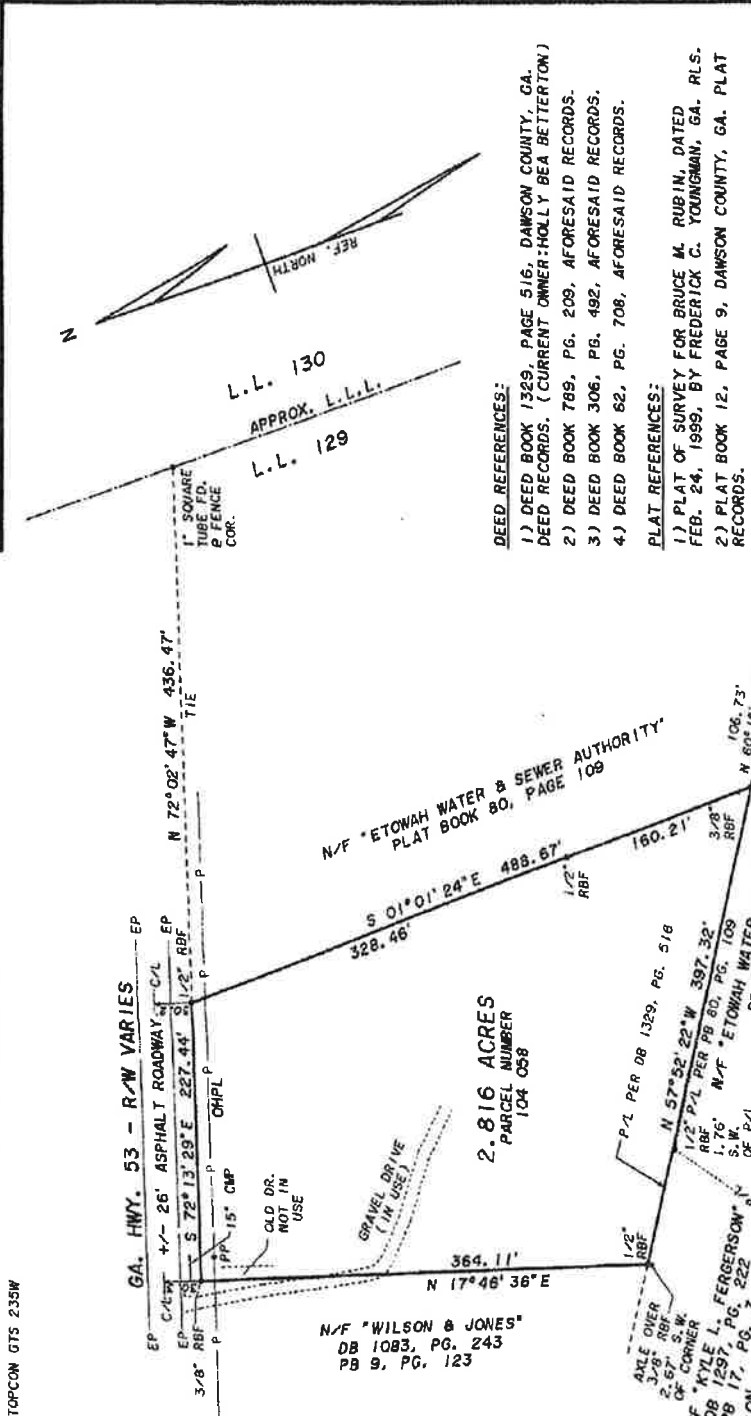 TOPCON GTS 235W
N
REF. NORTH
L.L. 130
APPROX. L.L.L.
L.L. 129
1" SQUARE
TUBE FD.
@ FENCE
COR.
N 72°02'47"W 436.47'
TIE
GA. HWY. 53 - R/W VARIES
EP
EP
C/L
+/- 26' ASPHALT ROADWAY
C/L
EP
EP
3/8" RBF
S 72°13'29"E 227.44'
1/2" RBF
P
P
P
P
P
P
OHPL
PP
15" CMP
OLD DR.
NOT IN
USE
GRAVEL DRIVE
(IN USE)
N/F "ETOWAH WATER & SEWER AUTHORITY"
PLAT BOOK 80, PAGE 109
S 01°01'24"E 488.67'
328.46'
1/2"
RBF
160.21'
3/8"
RBF
106.73'
2.816 ACRES
PARCEL NUMBER
104 058
364.11'
N 17°46'36"E
N/F "WILSON & JONES"
DB 1083, PG. 243
PB 9, PG. 123
1/2"
RBF
P/L PER DB 1329, PG. 516
N 57°52'22"W 397.32'
1/2" P/L PER PB 80, PG. 109
RBF
1.76'
S.W.
OF P/L
N/F "ETOWAH WATER
AXLE OVER
3/8" RBF
2.67' S.W.
OF CORNER
"KYLE L. FERGERSON"
DB 1297, PG. 222
DEED REFERENCES:
1) DEED BOOK 1329, PAGE 516, DAWSON COUNTY, GA.
DEED RECORDS. (CURRENT OWNER:HOLLY BEA BETTERTON)
2) DEED BOOK 789, PG. 209, AFORESAID RECORDS.
3) DEED BOOK 306, PG. 492, AFORESAID RECORDS.
4) DEED BOOK 62, PG. 708, AFORESAID RECORDS.
PLAT REFERENCES:
1) PLAT OF SURVEY FOR BRUCE M. RUBIN, DATED
FEB. 24, 1999, BY FREDERICK C. YOUNGMAN, GA. RLS.
2) PLAT BOOK 12, PAGE 9, DAWSON COUNTY, GA. PLAT
RECORDS.